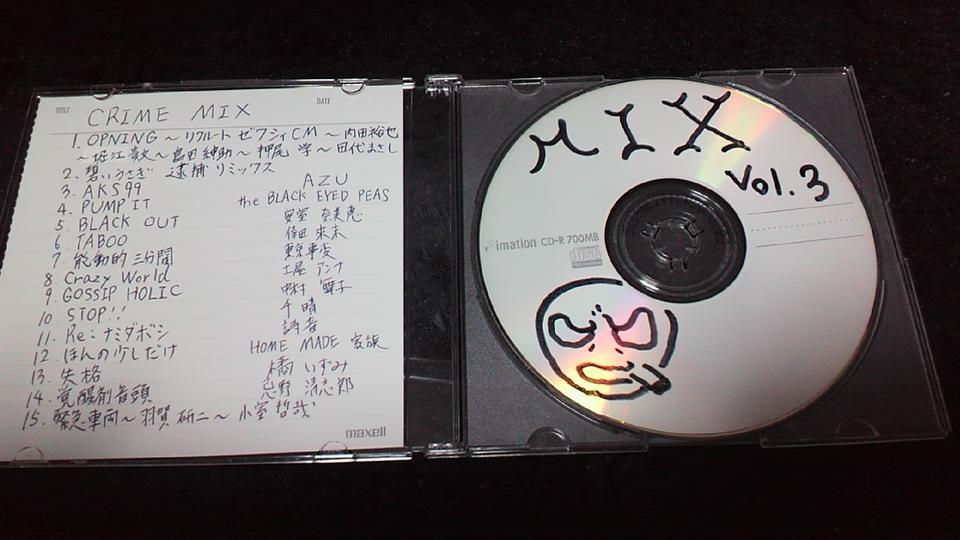 TITLE
DATE
CRIME MIX
1. OPNING ～ リクルート ゼクシィ CM ～ 内田裕也
～ 堀江 貴文 ～ 島田 紳助 ～ 押尾 学 ～ 田代まさし
2. 碧いうさぎ 逮捕 リミックス
3. AKS99 AZU
4. PUMP IT the BLACK EYED PEAS
5. BLACK OUT 安室 奈美恵
6. TABOO 倖田 來未
7. 能動的 三分間 東京事変
8. Crazy World 土屋 アンナ
9. GOSSIP HOLIC 中村 舞子
10. STOP!! 千晴
11. Re:ナミダボシ 詩音
12. ほんの少しだけ HOME MADE 家族
13. 失格 橘 いずみ
14. 覚醒剤音頭 忌野 清志郎
15. 緊急車両 ～ 羽賀 研二 ～ 小室 哲哉
maxell
MIX
Vol.3
imation CD-R 700MB
disc
Recordable